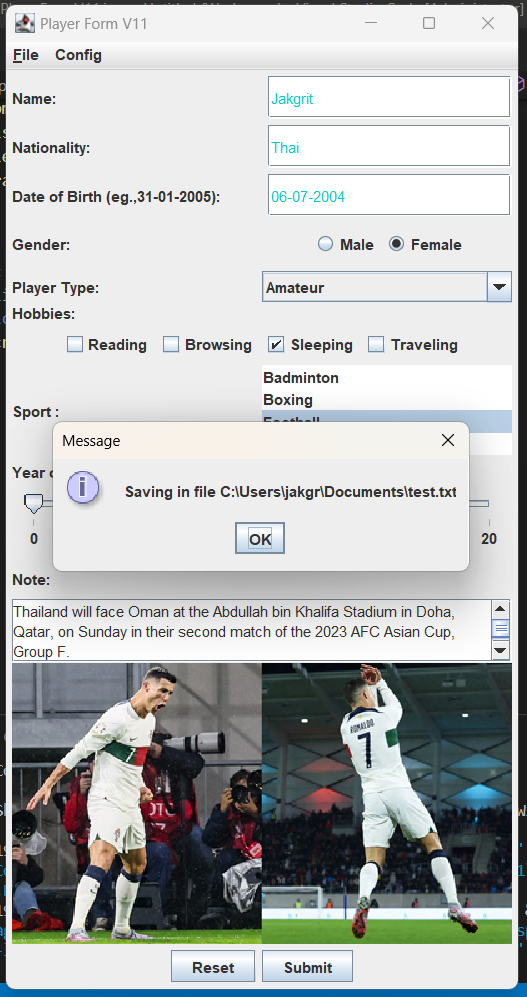 Player Form V11
File Config
Name: Jakgrit
Nationality: Thai
Date of Birth (eg.,31-01-2005): 06-07-2004
Gender: Male Female
Player Type: Amateur
Hobbies:
Reading Browsing Sleeping Traveling
Badminton
Boxing
Sport : Football
Message
Saving in file C:\Users\jakgr\Documents\test.txt
OK
Year
0 20
Note:
Thailand will face Oman at the Abdullah bin Khalifa Stadium in Doha,
Qatar, on Sunday in their second match of the 2023 AFC Asian Cup,
Group F.
RONALDO
7
Reset Submit